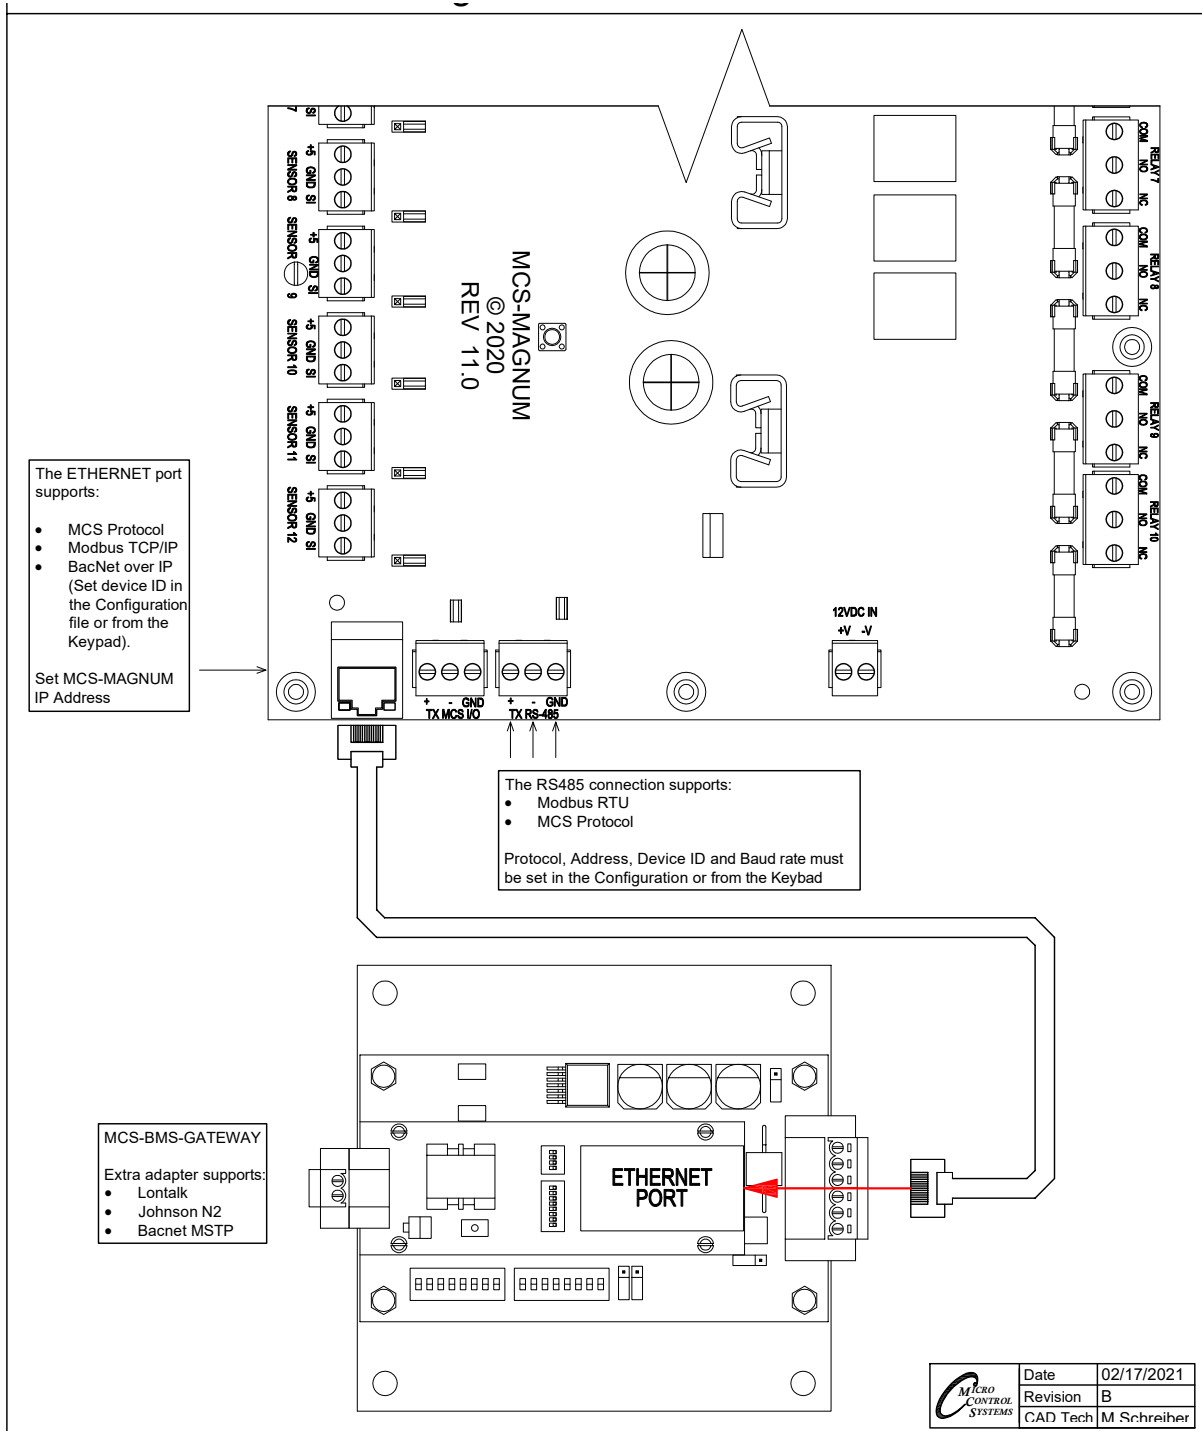 7 SI
+5 GND SI
SENSOR 8
+5 GND SI
SENSOR 9
+5 GND SI
SENSOR 10
+5 GND SI
SENSOR 11
+5 GND SI
SENSOR 12
MCS-MAGNUM
© 2020
REV 11.0
COM NO NC
RELAY 7
COM NO NC
RELAY 8
COM NO NC
RELAY 9
COM NO NC
RELAY 10
The ETHERNET port
supports:
• MCS Protocol
• Modbus TCP/IP
• BacNet over IP
(Set device ID in
the Configuration
file or from the
Keypad).
Set MCS-MAGNUM
IP Address
12VDC IN
+V -V
+ - GND
TX MCS I/O
+ - GND
TX RS-485
The RS485 connection supports:
• Modbus RTU
• MCS Protocol
Protocol, Address, Device ID and Baud rate must
be set in the Configuration or from the Keybad
MCS-BMS-GATEWAY
Extra adapter supports:
• Lontalk
• Johnson N2
• Bacnet MSTP
ETHERNET
PORT
MICRO
CONTROL
SYSTEMS
Date 02/17/2021
Revision B
CAD Tech M Schreiber